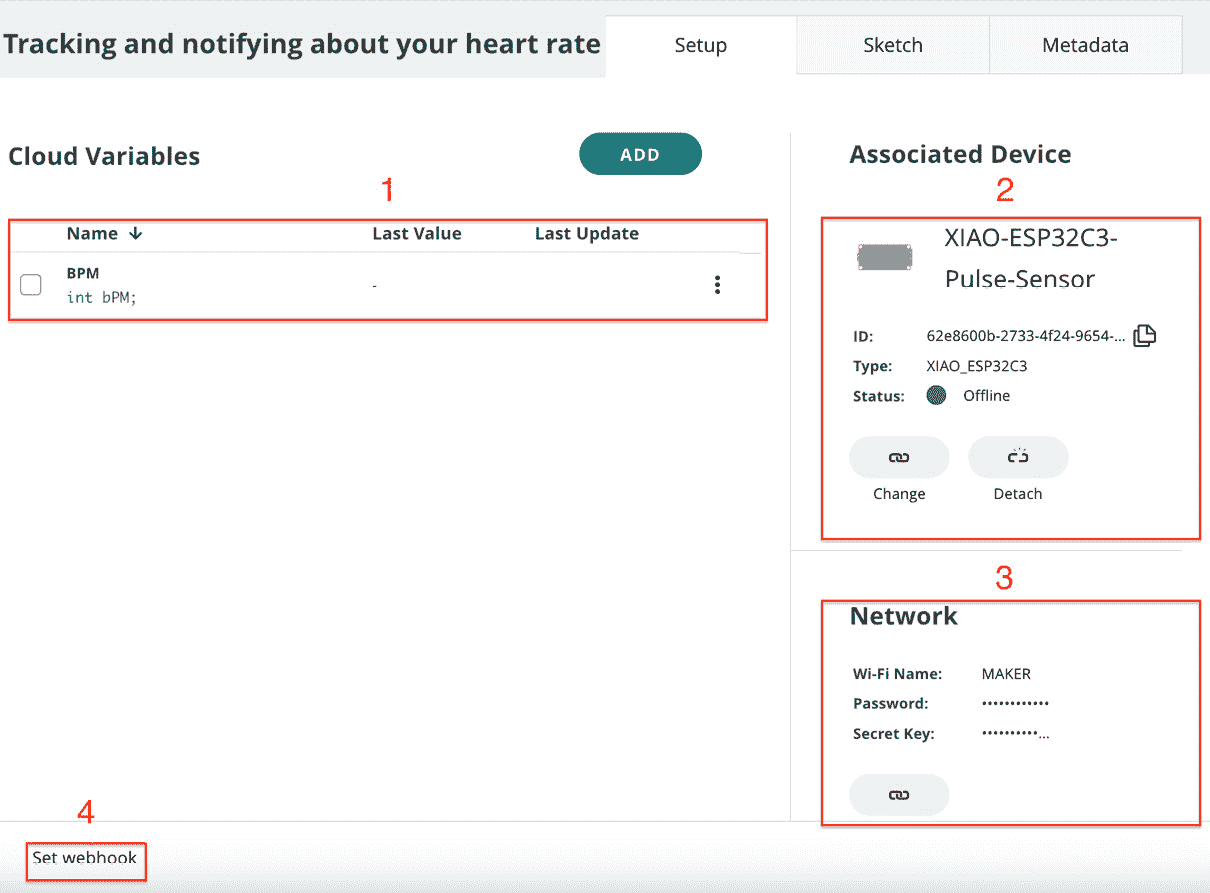 Tracking and notifying about your heart rate
Setup
Sketch
Metadata
Cloud Variables
ADD
1
Name ↓
Last Value
Last Update
BPM
-
int bPM;
Associated Device
2
XIAO-ESP32C3-
Pulse-Sensor
ID: 62e8600b-2733-4f24-9654-...
Type: XIAO_ESP32C3
Status: Offline
Change
Detach
3
Network
Wi-Fi Name: MAKER
Password: ••••••••••••
Secret Key: ••••••••••...
4
Set webhook